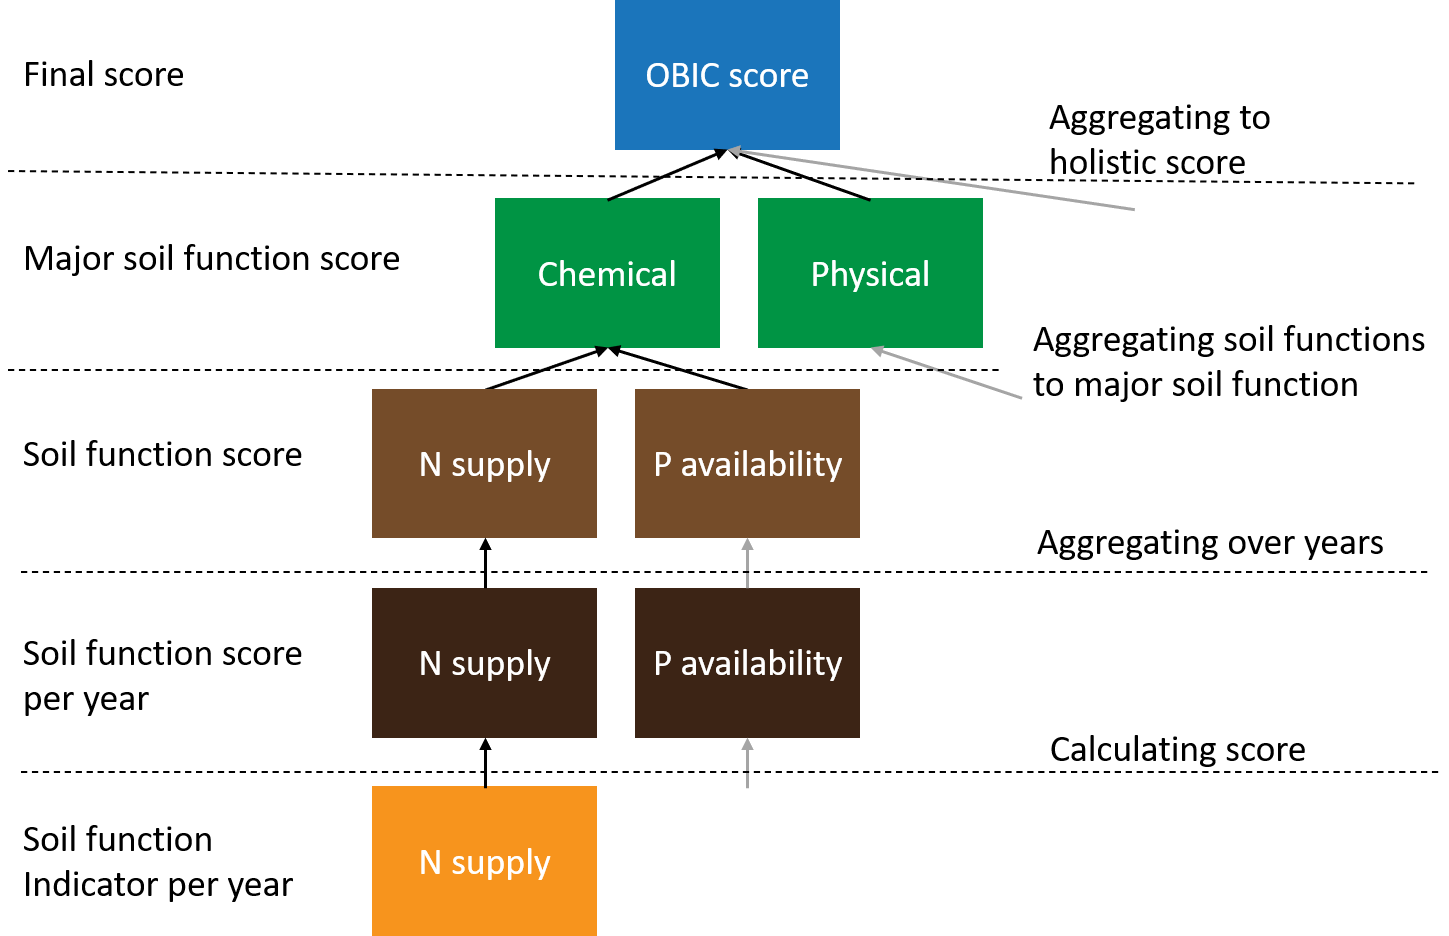 Final score
OBIC score
Aggregating to
holistic score
Major soil function score
Chemical
Physical
Aggregating soil functions
to major soil function
Soil function score
N supply
P availability
Aggregating over years
Soil function score
per year
N supply
P availability
Calculating score
Soil function
Indicator per year
N supply